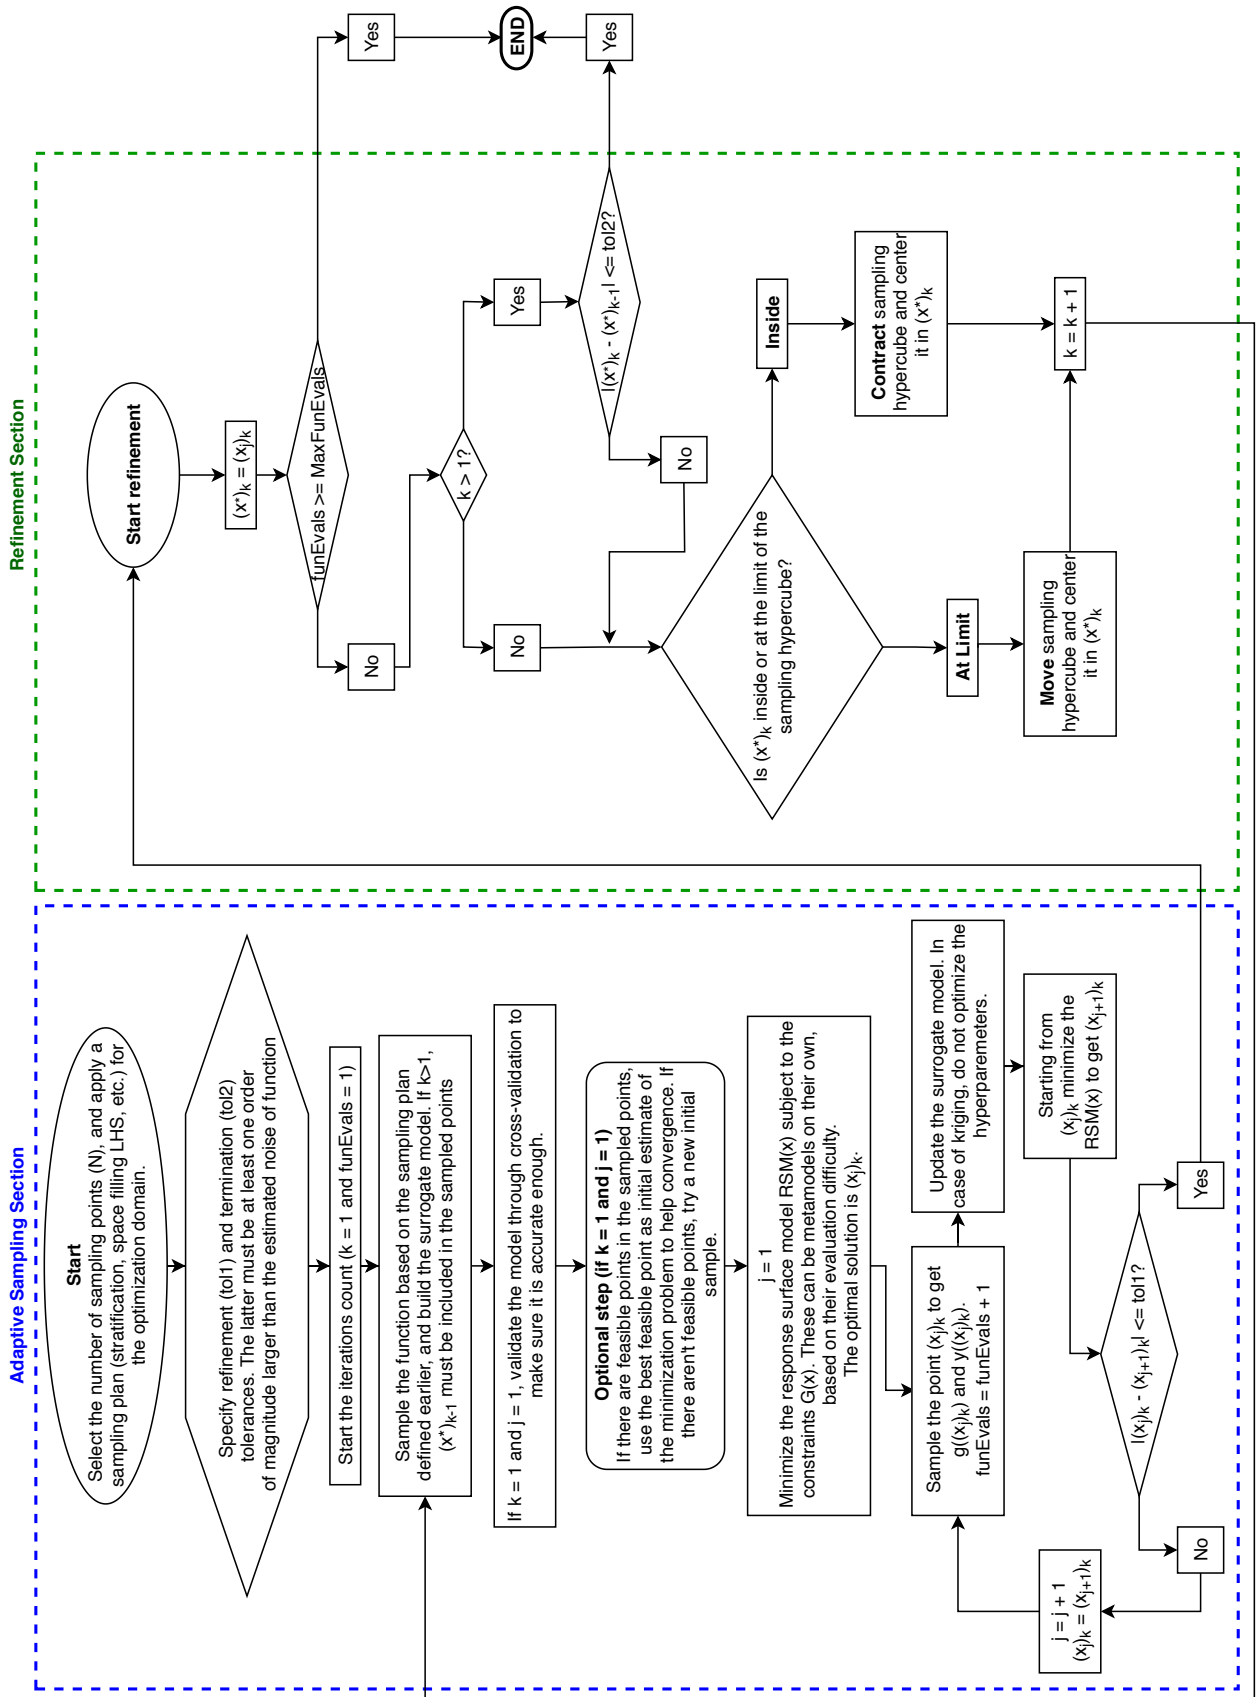 Adaptive Sampling Section
Start
Select the number of sampling points (N), and apply a
sampling plan (stratification, space filling LHS, etc.) for
the optimization domain.
Specify refinement (tol1) and termination (tol2)
tolerances. The latter must be at least one order
of magnitude larger than the estimated noise of function
Start the iterations count (k = 1 and funEvals = 1)
Sample the function based on the sampling plan
defined earlier, and build the surrogate model. If k>1,
(x*)k-1 must be included in the sampled points
If k = 1 and j = 1, validate the model through cross-validation to
make sure it is accurate enough.
Optional step (if k = 1 and j = 1)
If there are feasible points in the sampled points,
use the best feasible point as initial estimate of
the minimization problem to help convergence. If
there aren't feasible points, try a new initial
sample.
j = 1
Minimize the response surface model RSM(x) subject to the
constraints G(x). These can be metamodels on their own,
based on their evaluation difficulty.
The optimal solution is (xj)k.
Sample the point (xj)k to get
g((xj)k) and y((xj)k).
funEvals = funEvals + 1
Update the surrogate model. In
case of kriging, do not optimize the
hyperparemeters.
Starting from
(xj)k minimize the
RSM(x) to get (xj+1)k
|(xj)k - (xj+1)k| <= tol1?
No
Yes
j = j + 1
(xj)k = (xj+1)k
Refinement Section
Start refinement
(x*)k = (xj)k
funEvals >= MaxFunEvals
No
Yes
k > 1?
No
Yes
|(x*)k - (x*)k-1| <= tol2?
No
Yes
END
Is (x*)k inside or at the limit of the
sampling hypercube?
Inside
At Limit
Contract sampling
hypercube and center
it in (x*)k
Move sampling
hypercube and center
it in (x*)k
k = k + 1